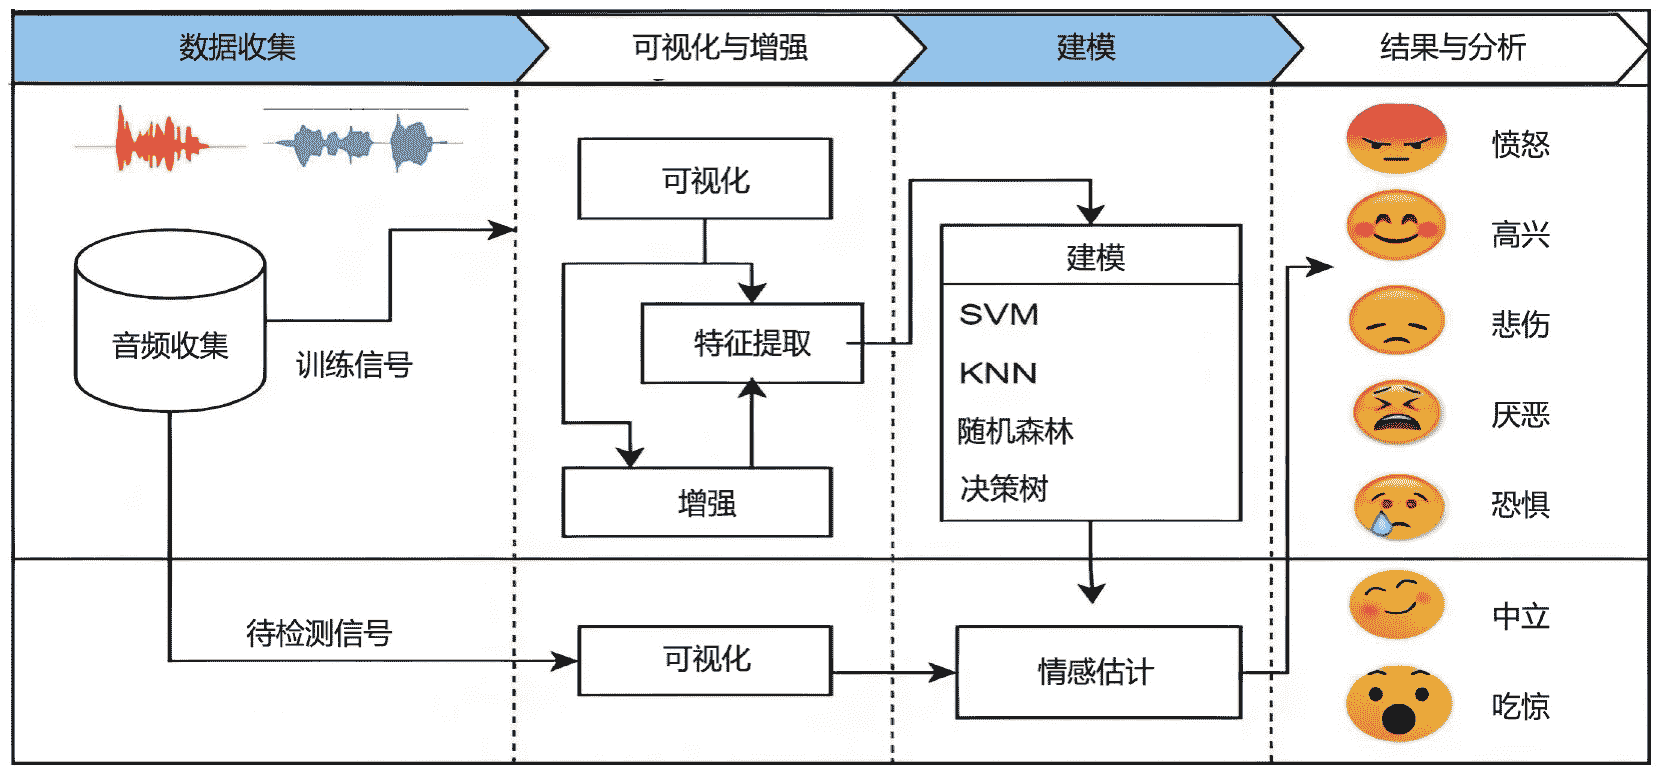 数据收集
可视化与增强
建模
结果与分析
音频收集
训练信号
待检测信号
可视化
特征提取
增强
可视化
建模
SVM
KNN
随机森林
决策树
情感估计
愤怒
高兴
悲伤
厌恶
恐惧
中立
吃惊